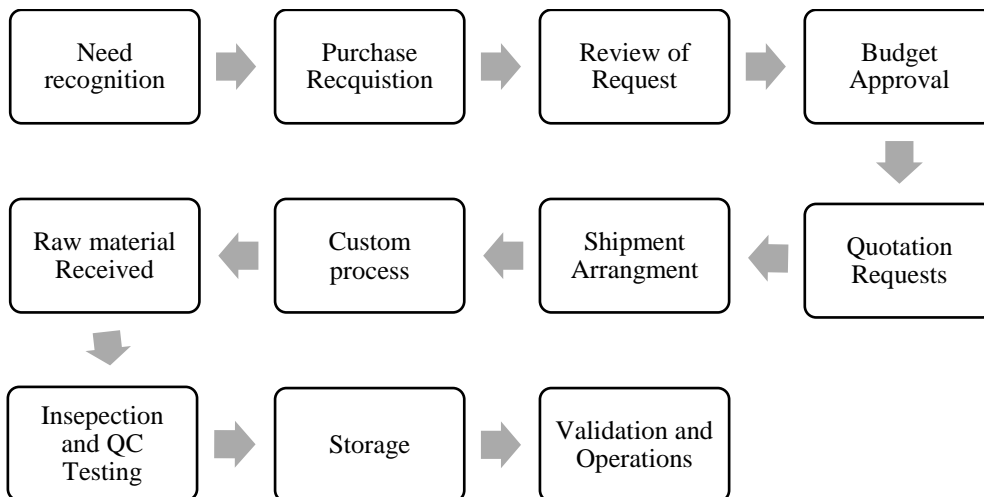 Need
recognition
Purchase
Recquistion
Review of
Request
Budget
Approval
Quotation
Requests
Shipment
Arrangment
Custom
process
Raw material
Received
Insepection
and QC
Testing
Storage
Validation and
Operations